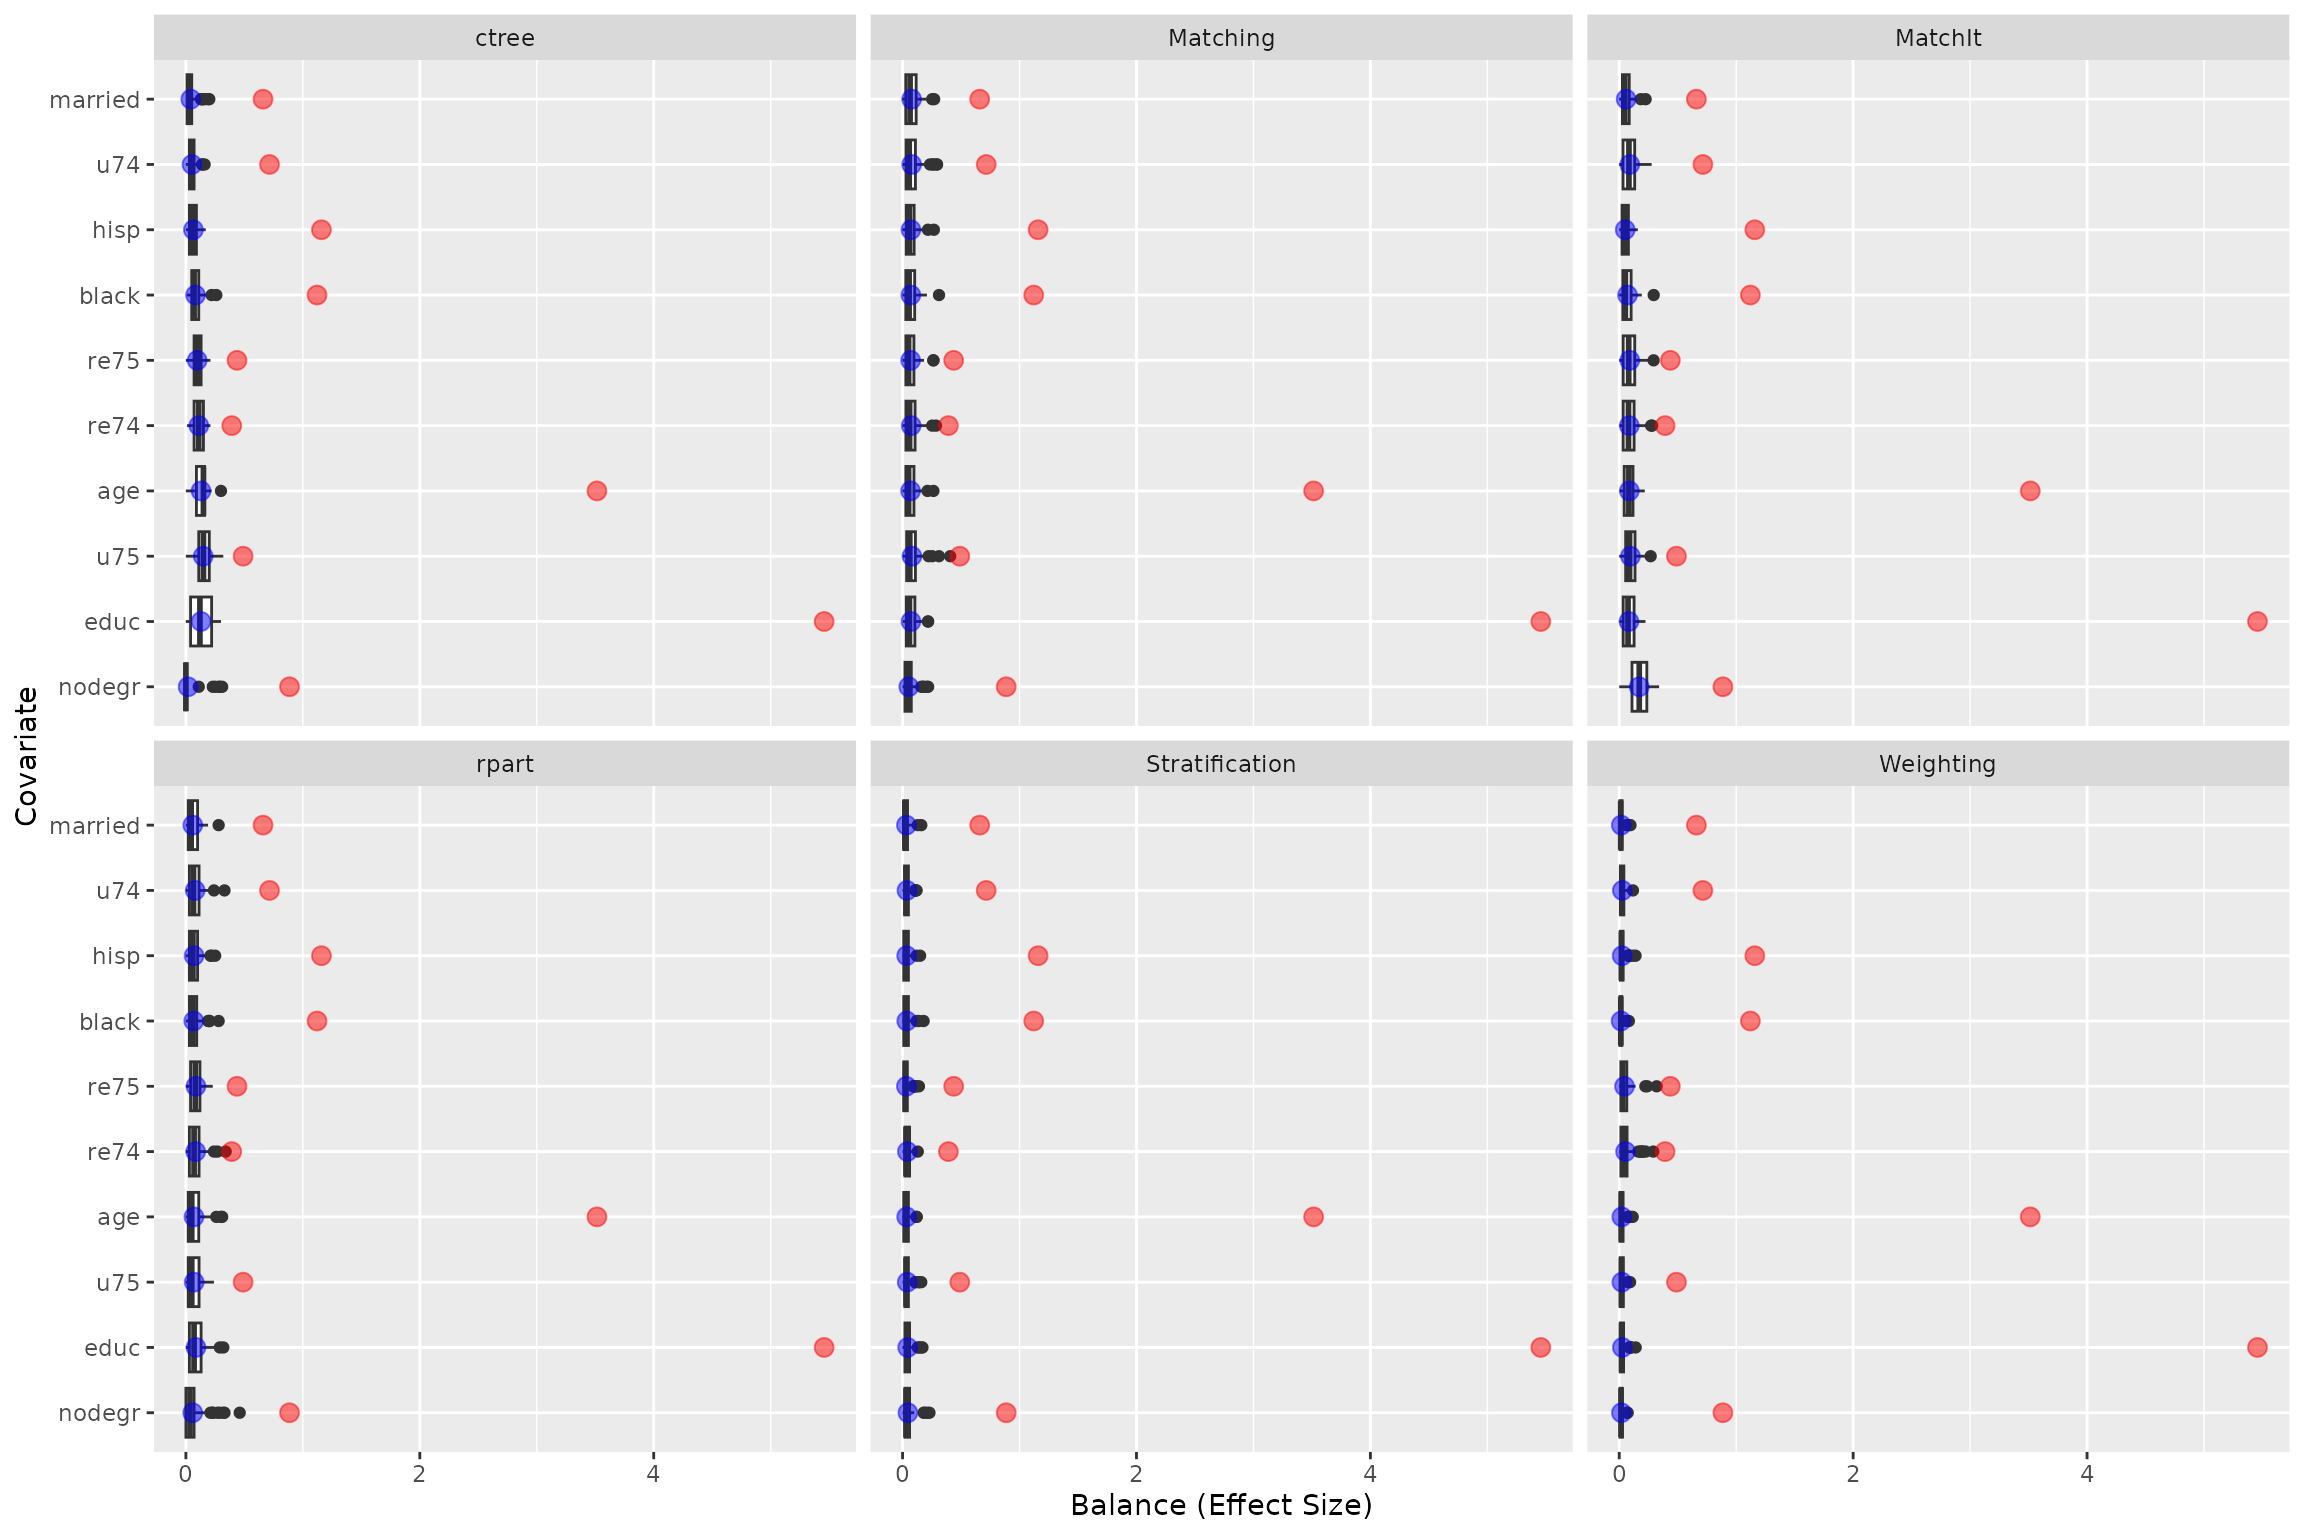 ctree Matching MatchIt
married
u74
hisp
black
re75
re74
age
u75
educ
nodegr
Covariate
rpart Stratification Weighting
married
u74
hisp
black
re75
re74
age
u75
educ
nodegr
0 2 4 0 2 4 0 2 4
Balance (Effect Size)